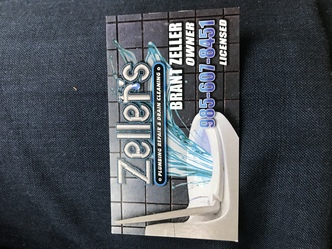 Zeller's
• PLUMBING REPAIR & DRAIN CLEANING •
BRANT ZELLER
OWNER
985-607-8451
LICENSED